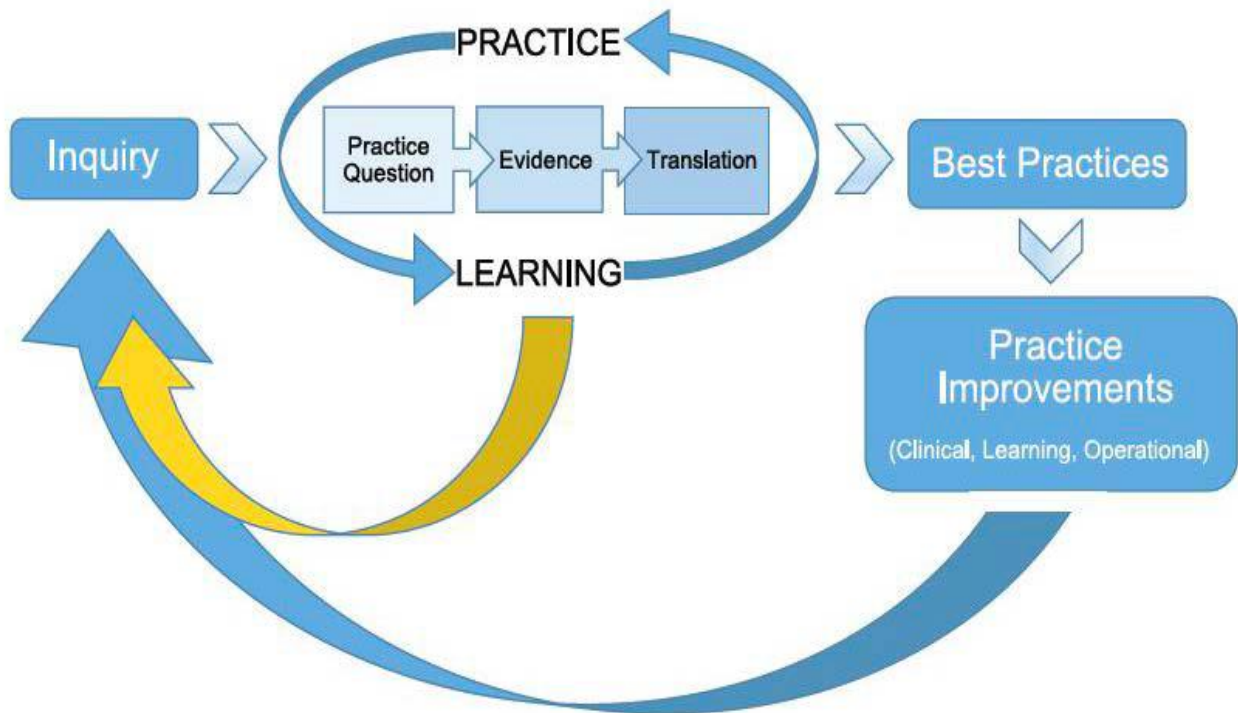 PRACTICE
Inquiry
Practice
Question
Evidence
Translation
LEARNING
Best Practices
Practice
Improvements
(Clinical, Learning, Operational)